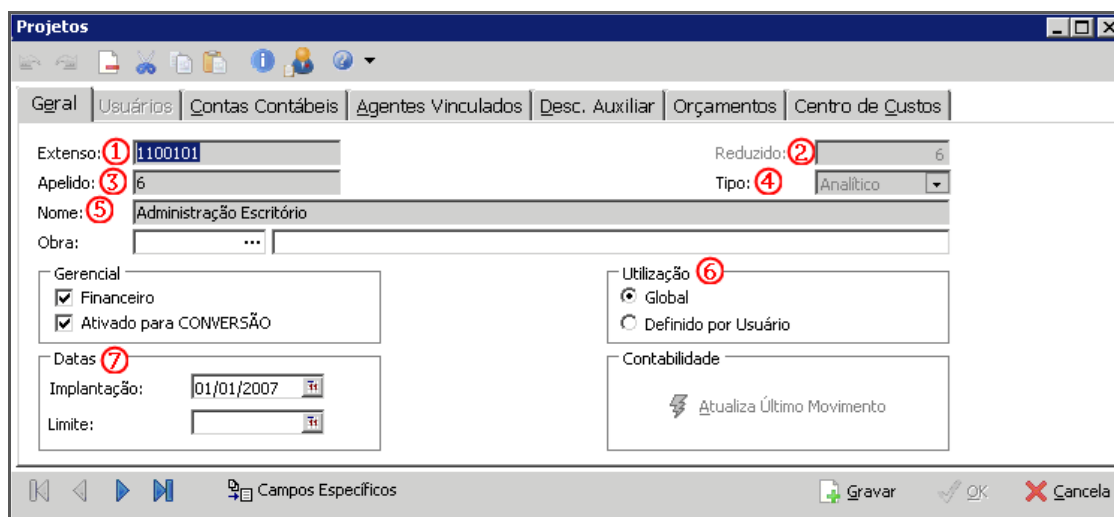 Projetos
Geral Usuários Contas Contábeis Agentes Vinculados Desc. Auxiliar Orçamentos Centro de Custos
Extenso: 1 1100101 Reduzido: 2 6
Apelido: 3 6 Tipo: 4 Analítico
Nome: 5 Administração Escritório
Obra: ...
Gerencial Utilização 6
Financeiro Global
Ativado para CONVERSÃO Definido por Usuário
Datas 7 Contabilidade
Implantação: 01/01/2007 Atualiza Último Movimento
Limite:
Campos Específicos Gravar OK Cancela